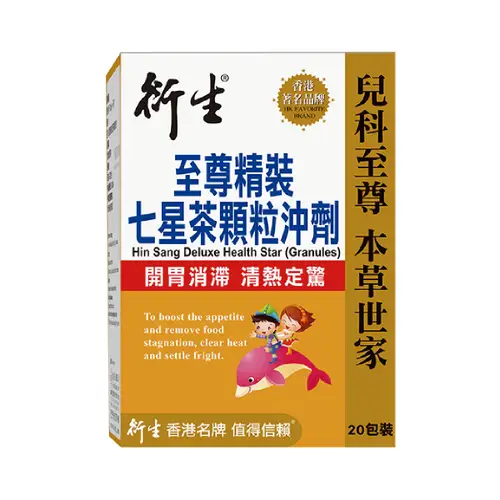 衍生®
香港
著名品牌
HK FAVORITE
BRAND
兒科至尊 本草世家
至尊精裝
七星茶顆粒沖劑
Hin Sang Deluxe Health Star (Granules)
開胃消滯 清熱定驚
To boost the appetite
and remove food
stagnation, clear heat
and settle fright.
衍生 香港名牌 值得信賴®
20包裝